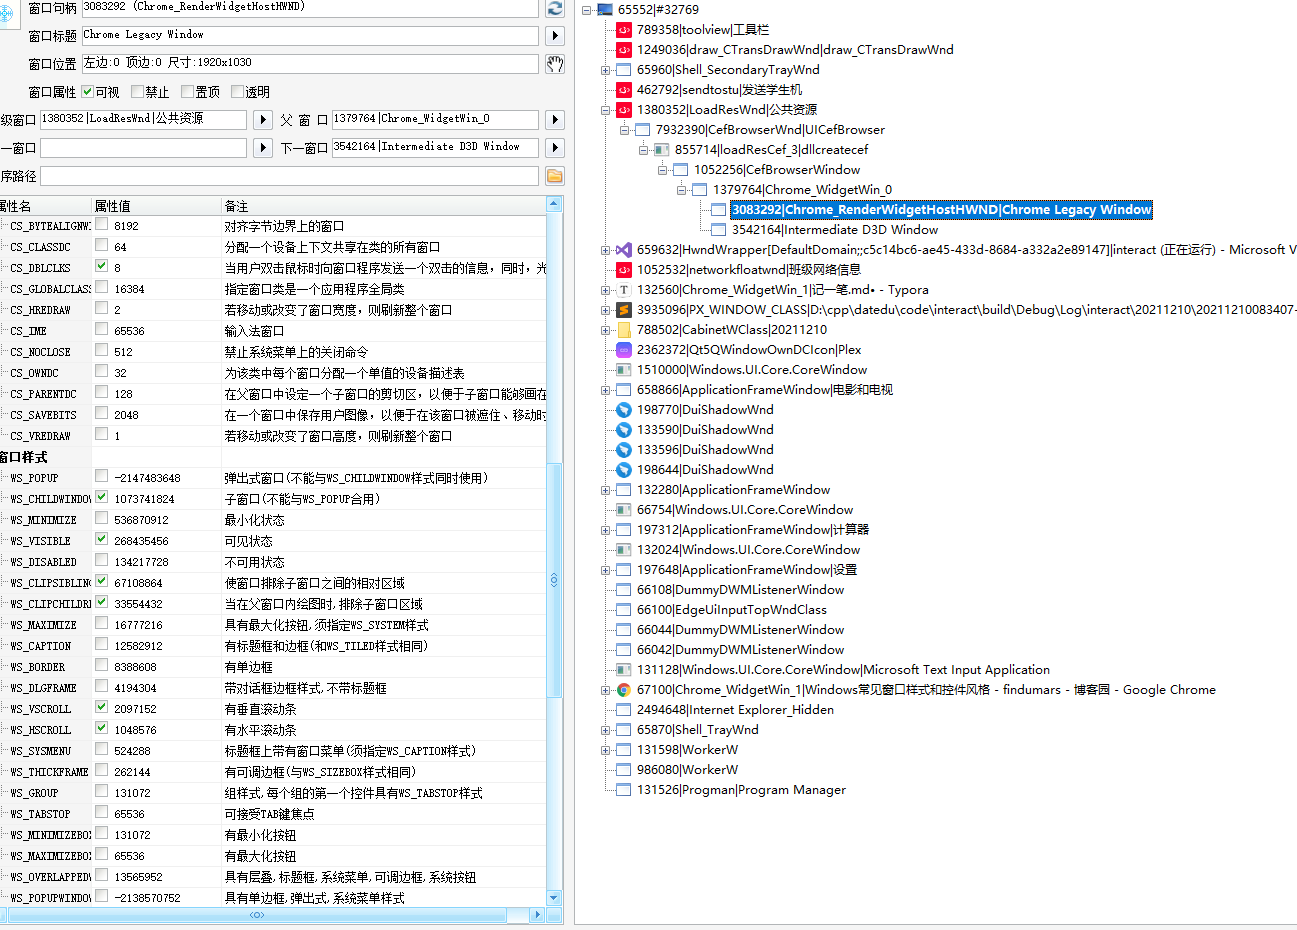 窗口句柄 3083292 (Chrome_RenderWidgetHostHWND)
窗口标题 Chrome Legacy Window
窗口位置 左边:0 顶边:0 尺寸:1920x1030
窗口属性 可视 禁止 置顶 透明
级窗口 1380352|LoadResWnd|公共资源 父 窗 口 1379764|Chrome_WidgetWin_0
一窗口 下一窗口 3542164|Intermediate D3D Window
序路径
属性名 属性值 备注
CS_BYTEALIGNW 8192 对齐字节边界上的窗口
CS_CLASSDC 64 分配一个设备上下文共享在类的所有窗口
CS_DBLCLKS 8 当用户双击鼠标时向窗口程序发送一个双击的信息，同时，光
CS_GLOBALCLASS 16384 指定窗口类是一个应用程序全局类
CS_HREDRAW 2 若移动或改变了窗口宽度，则刷新整个窗口
CS_IME 65536 输入法窗口
CS_NOCLOSE 512 禁止系统菜单上的关闭命令
CS_OWNDC 32 为该类中每个窗口分配一个单值的设备描述表
CS_PARENTDC 128 在父窗口中设定一个子窗口的剪切区，以便于子窗口能够画在
CS_SAVEBITS 2048 在一个窗口中保存用户图像，以便于在该窗口被遮住、移动时
CS_VREDRAW 1 若移动或改变了窗口高度，则刷新整个窗口
窗口样式
WS_POPUP -2147483648 弹出式窗口(不能与WS_CHILDWINDOW样式同时使用)
WS_CHILDWINDOW 1073741824 子窗口(不能与WS_POPUP合用)
WS_MINIMIZE 536870912 最小化状态
WS_VISIBLE 268435456 可见状态
WS_DISABLED 134217728 不可用状态
WS_CLIPSIBLING 67108864 使窗口排除子窗口之间的相对区域
WS_CLIPCHILDRE 33554432 当在父窗口内绘图时,排除子窗口区域
WS_MAXIMIZE 16777216 具有最大化按钮,须指定WS_SYSTEM样式
WS_CAPTION 12582912 有标题框和边框(和WS_TILED样式相同)
WS_BORDER 8388608 有单边框
WS_DLGFRAME 4194304 带对话框边框样式,不带标题框
WS_VSCROLL 2097152 有垂直滚动条
WS_HSCROLL 1048576 有水平滚动条
WS_SYSMENU 524288 标题框上带有窗口菜单(须指定WS_CAPTION样式)
WS_THICKFRAME 262144 有可调边框(与WS_SIZEBOX样式相同)
WS_GROUP 131072 组样式,每个组的第一个控件具有WS_TABSTOP样式
WS_TABSTOP 65536 可接受TAB键焦点
WS_MINIMIZEBOX 131072 有最小化按钮
WS_MAXIMIZEBOX 65536 有最大化按钮
WS_OVERLAPPEDW 13565952 具有层叠,标题框,系统菜单,可调边框,系统按钮
WS_POPUPWINDOW -2138570752 具有单边框,弹出式,系统菜单样式
65552|#32769
789358|toolview|工具栏
1249036|draw_CTransDrawWnd|draw_CTransDrawWnd
65960|Shell_SecondaryTrayWnd
462792|sendtostu|发送学生机
1380352|LoadResWnd|公共资源
7932390|CefBrowserWnd|UICefBrowser
855714|loadResCef_3|dllcreatecef
1052256|CefBrowserWindow
1379764|Chrome_WidgetWin_0
3083292|Chrome_RenderWidgetHostHWND|Chrome Legacy Window
3542164|Intermediate D3D Window
659632|HwndWrapper[DefaultDomain;;c5c14bc6-ae45-433d-8684-a332a2e89147]|interact (正在运行) - Microsoft V
1052532|networkfloatwnd|班级网络信息
132560|Chrome_WidgetWin_1|记一笔.md• - Typora
3935096|PX_WINDOW_CLASS|D:\cpp\datedu\code\interact\build\Debug\Log\interact\20211210\20211210083407-
788502|CabinetWClass|20211210
2362372|Qt5QWindowOwnDCIcon|Plex
1510000|Windows.UI.Core.CoreWindow
658866|ApplicationFrameWindow|电影和电视
198770|DuiShadowWnd
133590|DuiShadowWnd
133596|DuiShadowWnd
198644|DuiShadowWnd
132280|ApplicationFrameWindow
66754|Windows.UI.Core.CoreWindow
197312|ApplicationFrameWindow|计算器
132024|Windows.UI.Core.CoreWindow
197648|ApplicationFrameWindow|设置
66108|DummyDWMListenerWindow
66100|EdgeUiInputTopWndClass
66044|DummyDWMListenerWindow
66042|DummyDWMListenerWindow
131128|Windows.UI.Core.CoreWindow|Microsoft Text Input Application
67100|Chrome_WidgetWin_1|Windows常见窗口样式和控件风格 - findumars - 博客园 - Google Chrome
2494648|Internet Explorer_Hidden
65870|Shell_TrayWnd
131598|WorkerW
986080|WorkerW
131526|Progman|Program Manager